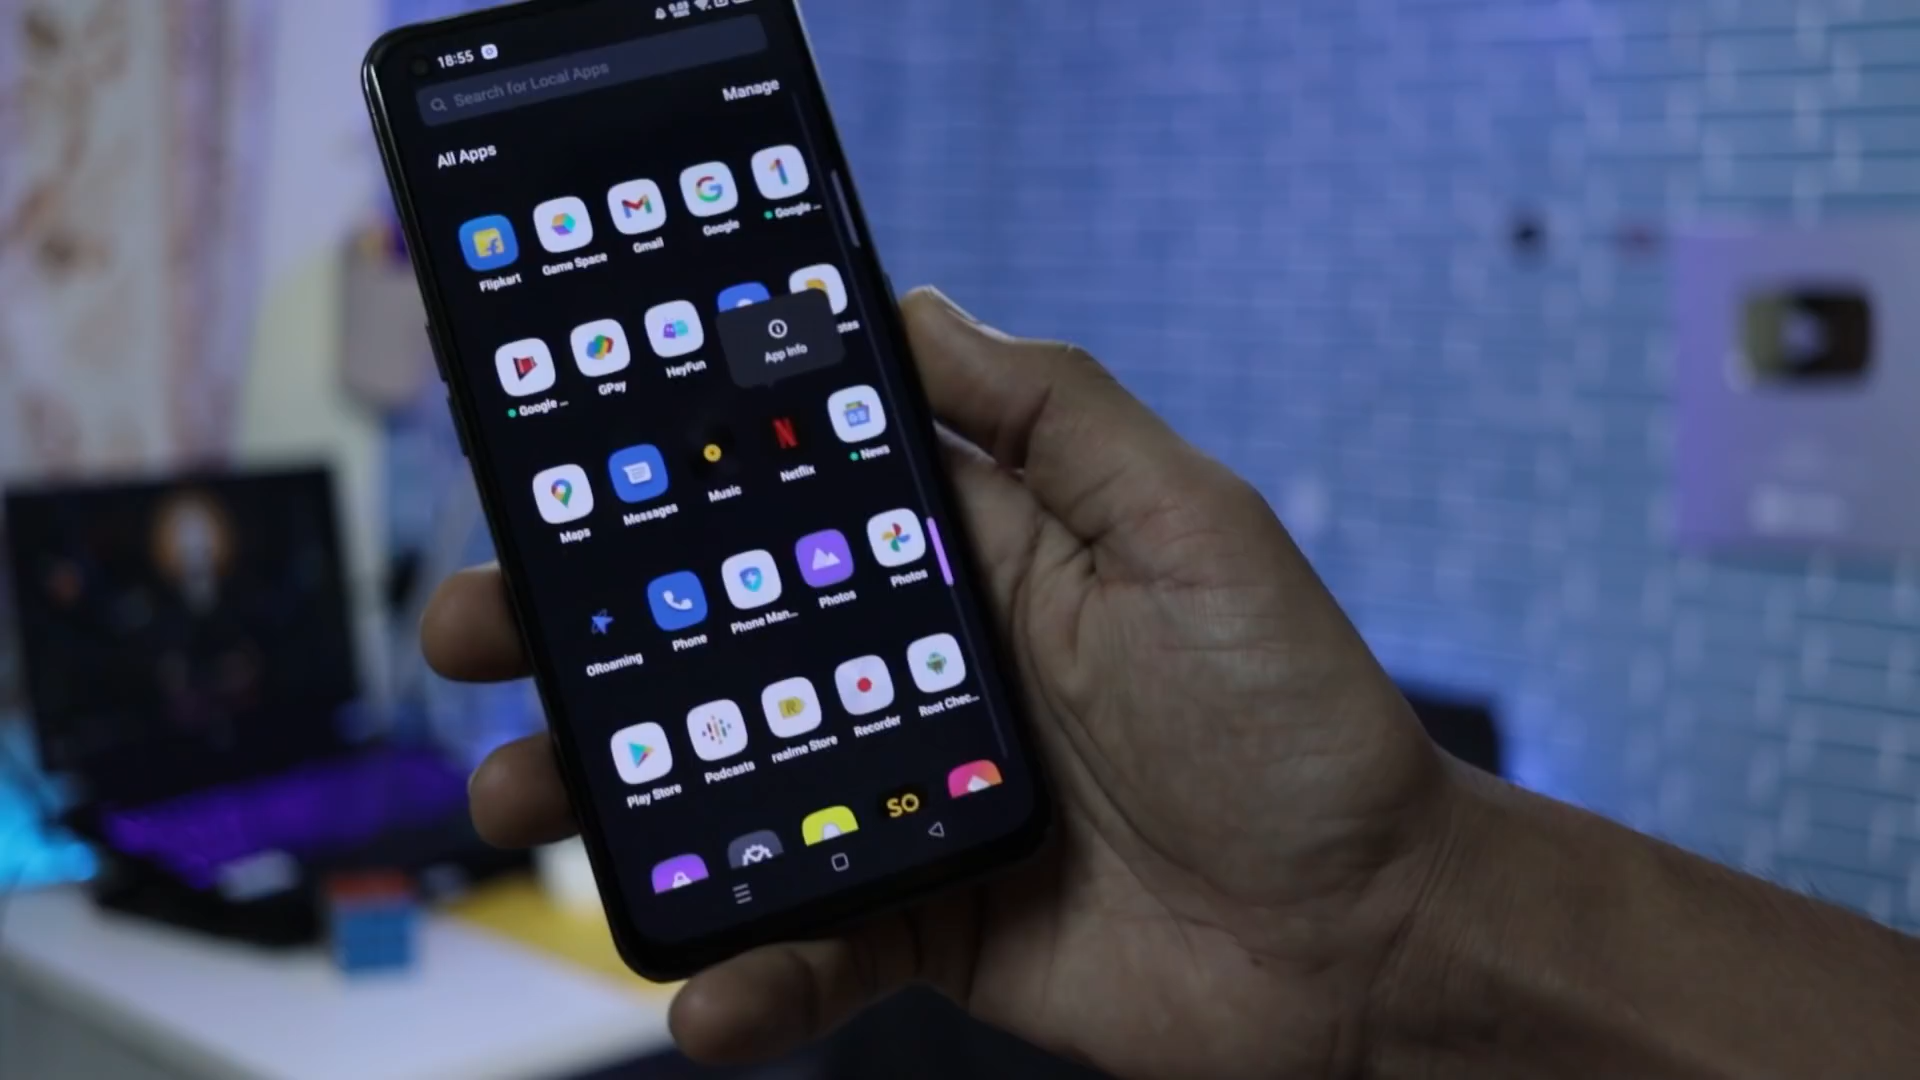 18:55
Search for Local Apps
Manage
All Apps
Flipkart
Game Space
Gmail
Google
Google ...
Google ...
GPay
HeyFun
App Info
Maps
Messages
Music
Netflix
News
ORoaming
Phone
Phone Man...
Photos
Photos
Play Store
Podcasts
realme Store
Recorder
Root Chec...
SO